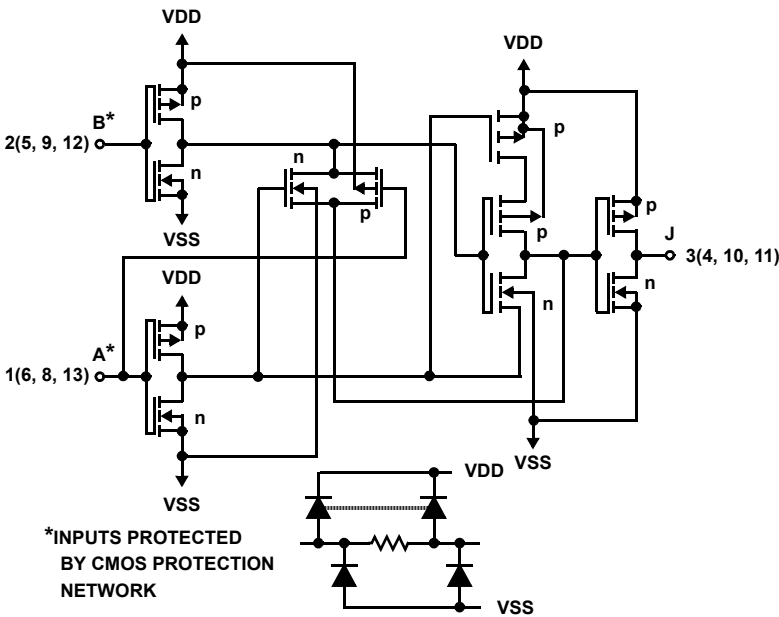 VDD
p
B*
2(5, 9, 12)
n
VSS
n
p
VDD
p
p
n
p
J
3(4, 10, 11)
n
VSS
VDD
p
A*
1(6, 8, 13)
n
VSS
*INPUTS PROTECTED
BY CMOS PROTECTION
NETWORK
VDD
VSS